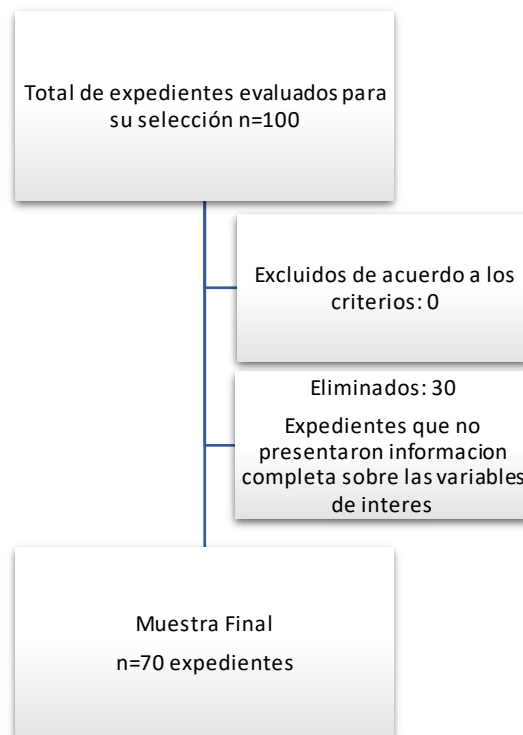 Total de expedientes evaluados para
su selección n=100
Excluidos de acuerdo a los
criterios: 0
Eliminados: 30
Expedientes que no
presentaron informacion
completa sobre las variables
de interes
Muestra Final
n=70 expedientes